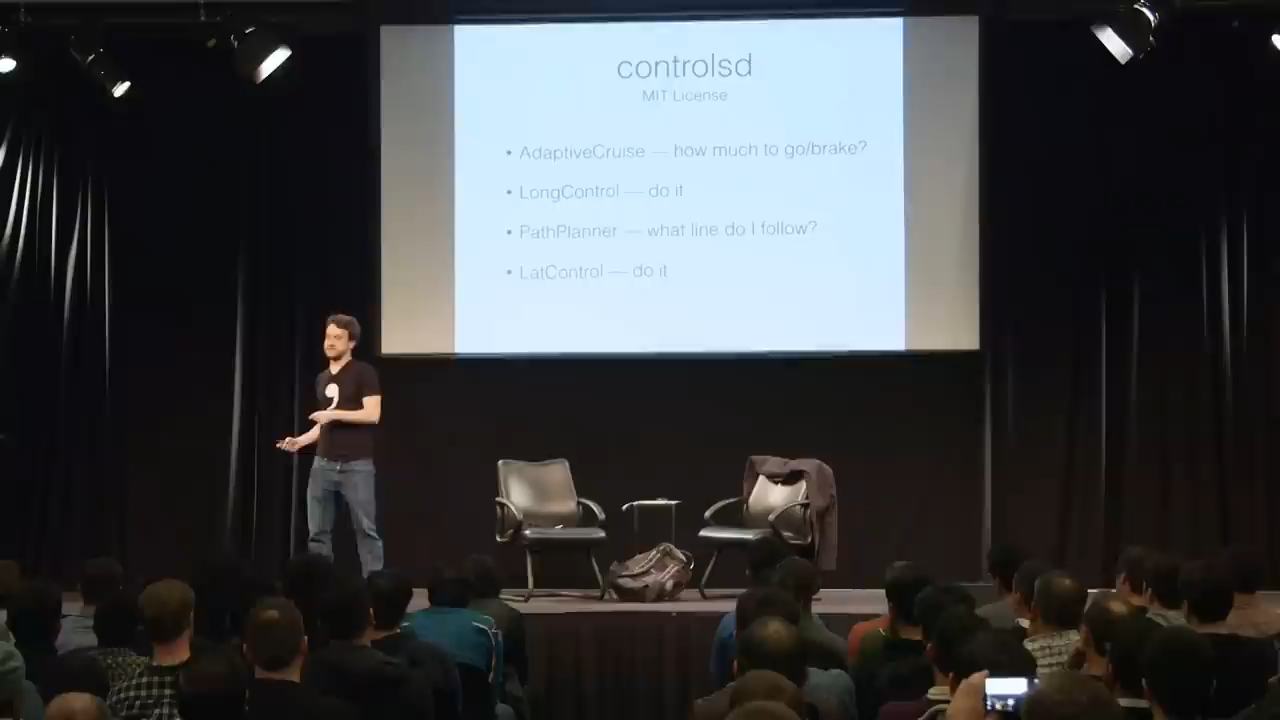 controlsd
MIT License
• AdaptiveCruise — how much to go/brake?
• LongControl — do it
• PathPlanner — what line do I follow?
• LatControl — do it
,